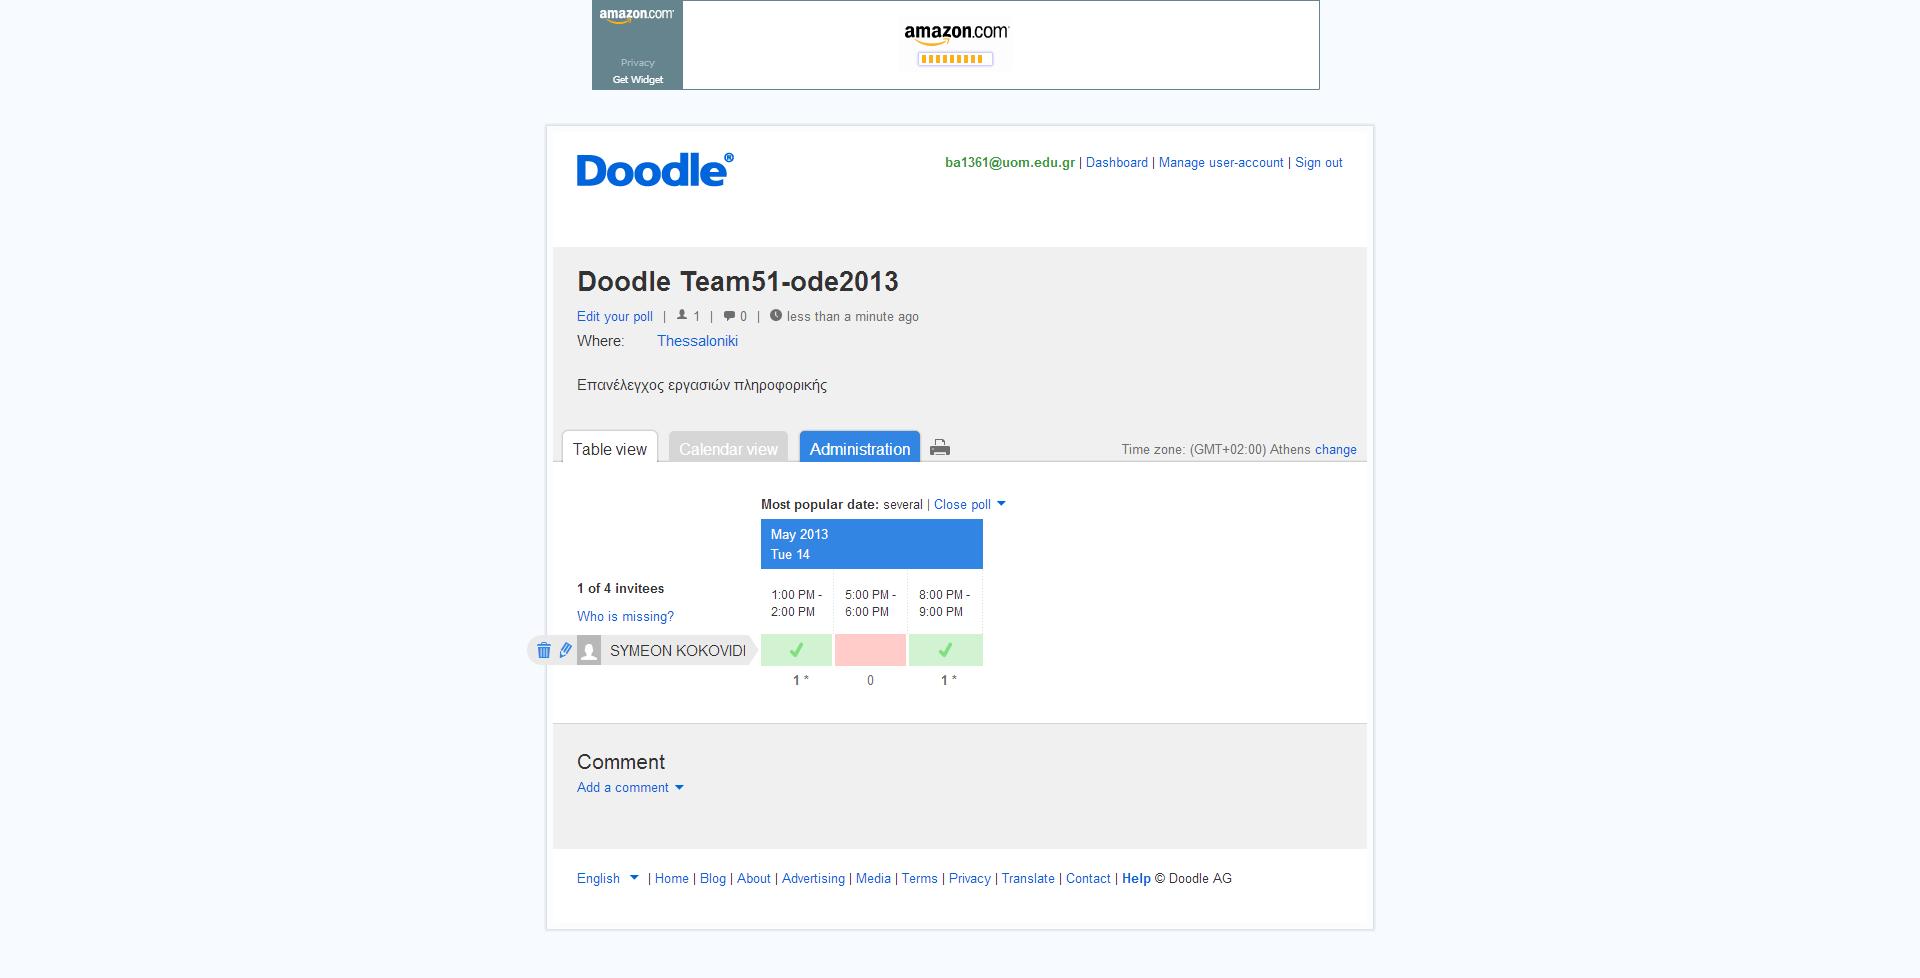 amazon.com
Privacy
Get Widget
amazon.com
Doodle®
ba1361@uom.edu.gr | Dashboard | Manage user-account | Sign out
Doodle Team51-ode2013
Edit your poll | 1 | 0 | less than a minute ago
Where: Thessaloniki
Επανέλεγχος εργασιών πληροφορικής
Table view Calendar view Administration Time zone: (GMT+02:00) Athens change
Most popular date: several | Close poll
May 2013
Tue 14
1 of 4 invitees
Who is missing?
1:00 PM - 5:00 PM - 8:00 PM -
2:00 PM 6:00 PM 9:00 PM
SYMEON KOKOVIDI
1 * 0 1 *
Comment
Add a comment
English | Home | Blog | About | Advertising | Media | Terms | Privacy | Translate | Contact | Help © Doodle AG